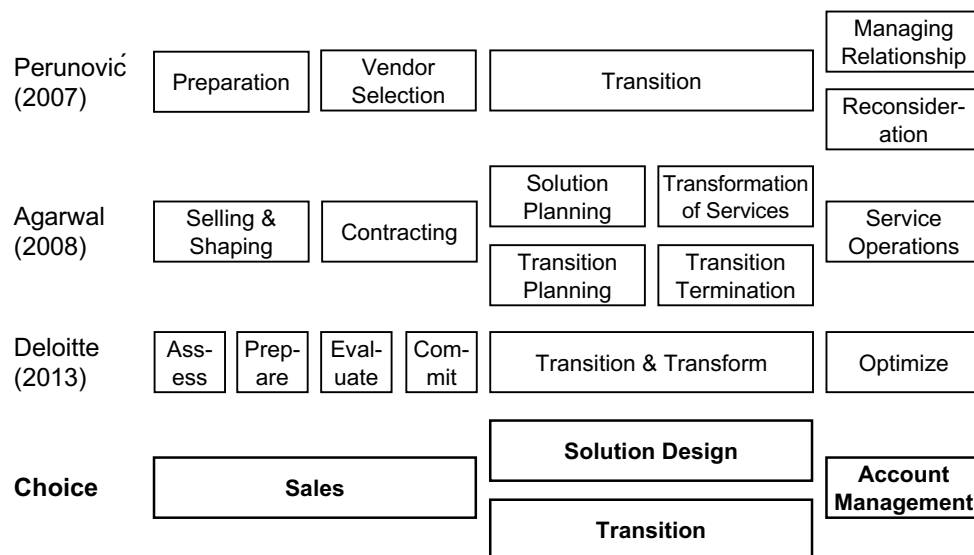 Perunović
(2007)
Preparation
Vendor
Selection
Transition
Managing
Relationship
Reconsider-
ation
Agarwal
(2008)
Selling &
Shaping
Contracting
Solution
Planning
Transformation
of Services
Transition
Planning
Transition
Termination
Service
Operations
Deloitte
(2013)
Ass-
ess
Prep-
are
Eval-
uate
Com-
mit
Transition & Transform
Optimize
Choice
Sales
Solution Design
Transition
Account
Management